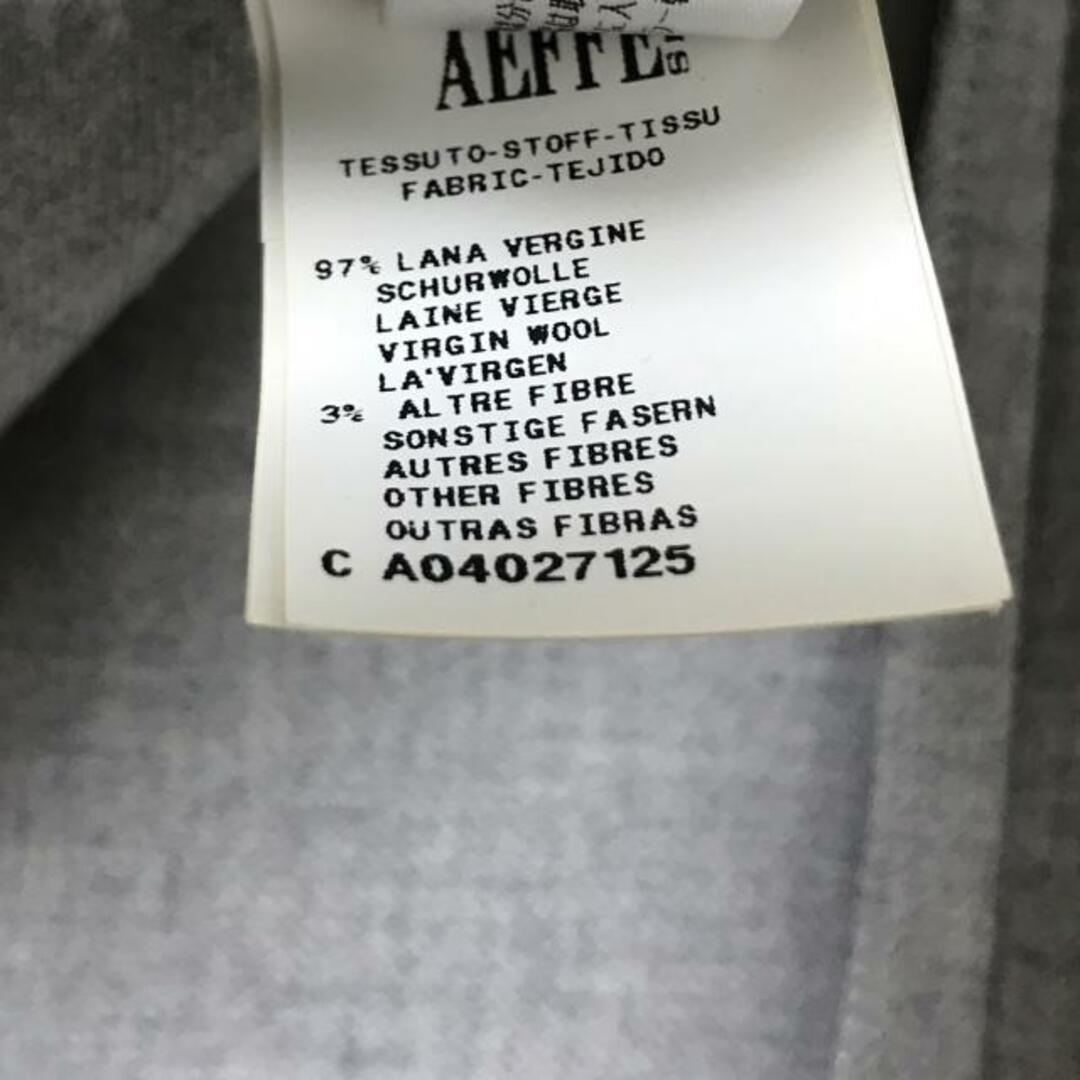 AEFFE
TESSUTO-STOFF-TISSU
FABRIC-TEJIDO
97% LANA VERGINE
SCHURWOLLE
LAINE VIERGE
VIRGIN WOOL
LA'VIRGEN
3% ALTRE FIBRE
SONSTIGE FASERN
AUTRES FIBRES
OTHER FIBRES
OUTRAS FIBRAS
C A04027125